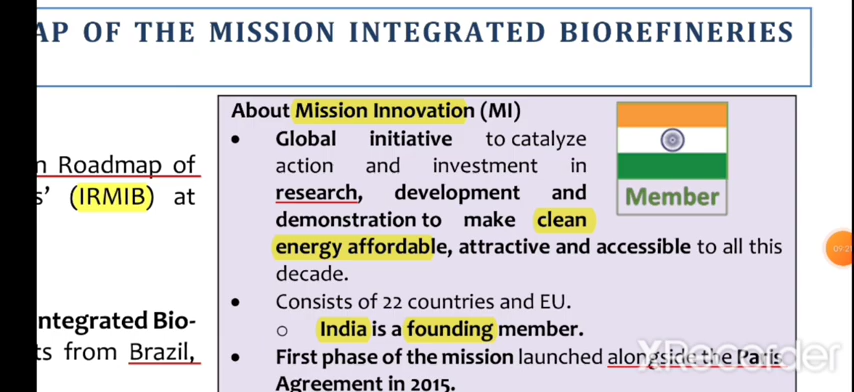 AP OF THE MISSION INTEGRATED BIOREFINERIES
About Mission Innovation (MI)
• Global initiative to catalyze
action and investment in
research, development and
demonstration to make clean
energy affordable, attractive and accessible to all this
decade.
• Consists of 22 countries and EU.
○ India is a founding member.
• First phase of the mission launched alongside the Paris
Agreement in 2015.
Member
n Roadmap of
s’ (IRMIB) at
ntegrated Bio-
ts from Brazil,
09:21
XRecorder